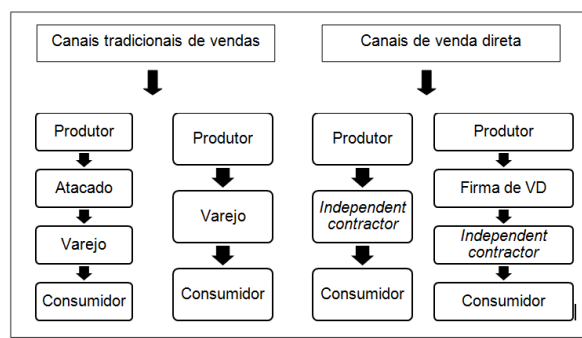 Canais tradicionais de vendas
Canais de venda direta
Produtor
Atacado
Varejo
Consumidor
Produtor
Varejo
Consumidor
Produtor
Independent
contractor
Consumidor
Produtor
Firma de VD
Independent
contractor
Consumidor